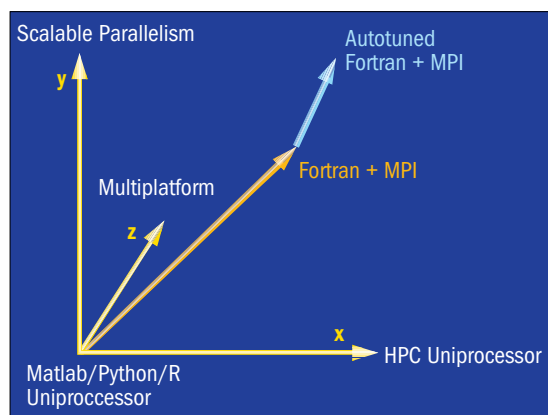 Scalable Parallelism
Autotuned
Fortran + MPI
y
Fortran + MPI
Multiplatform
z
x
HPC Uniprocessor
Matlab/Python/R
Uniproccessor